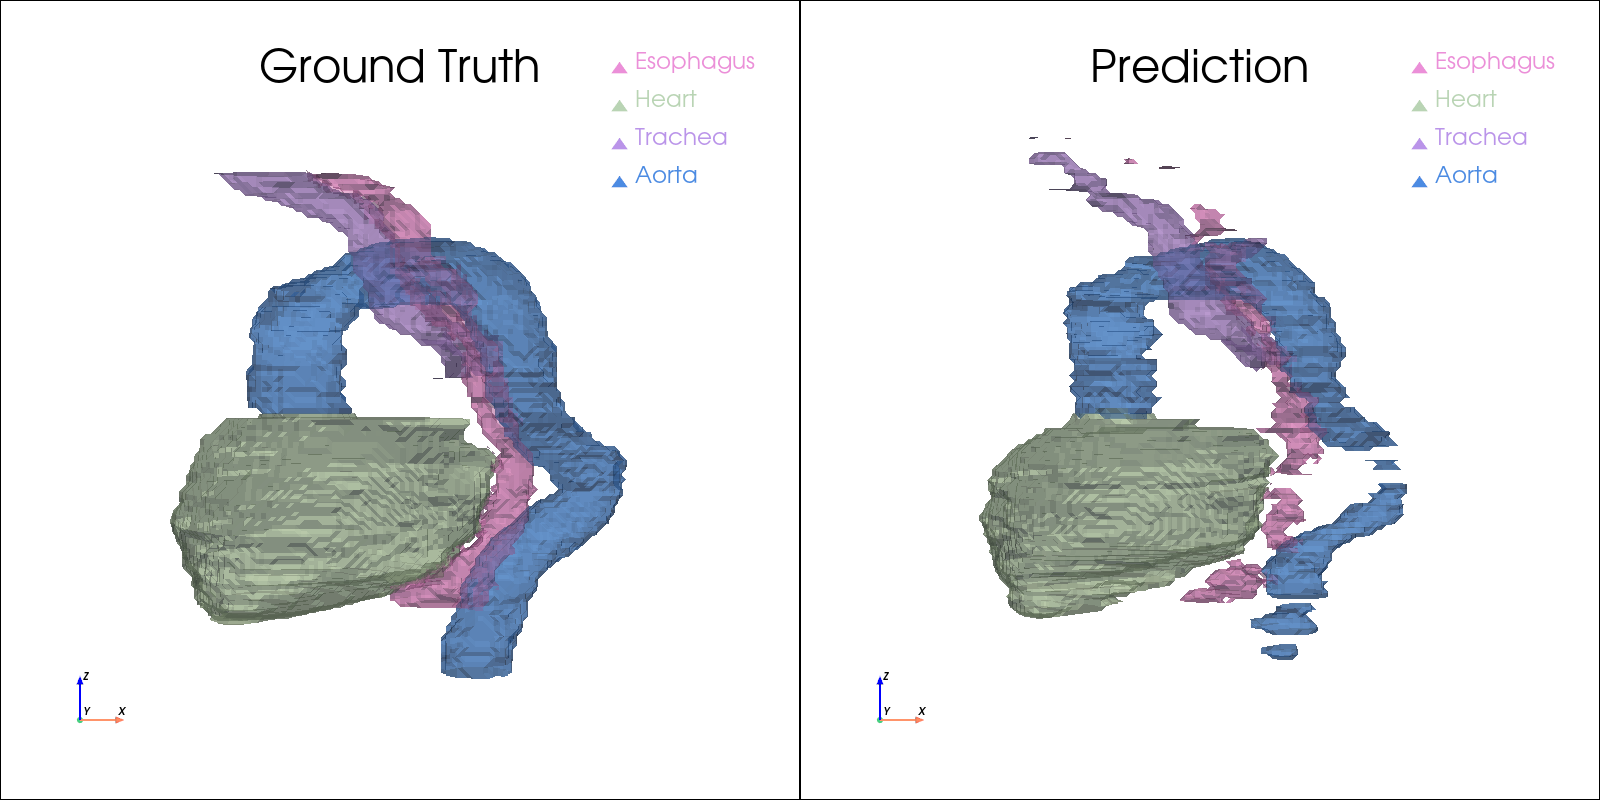 Ground Truth
Esophagus
Heart
Trachea
Aorta
Z
Y X
Prediction
Esophagus
Heart
Trachea
Aorta
Z
Y X